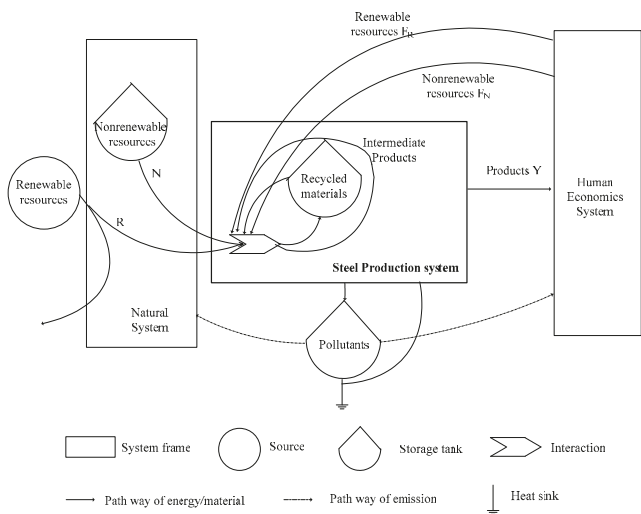 Renewable
resources F_R
Nonrenewable
resources F_N
Nonrenewable
resources
Intermediate
Products
Recycled
materials
Products Y
Human
Economics
System
Renewable
resources
N
R
Steel Production system
Natural
System
Pollutants
System frame
Source
Storage tank
Interaction
Path way of energy/material
Path way of emission
Heat sink